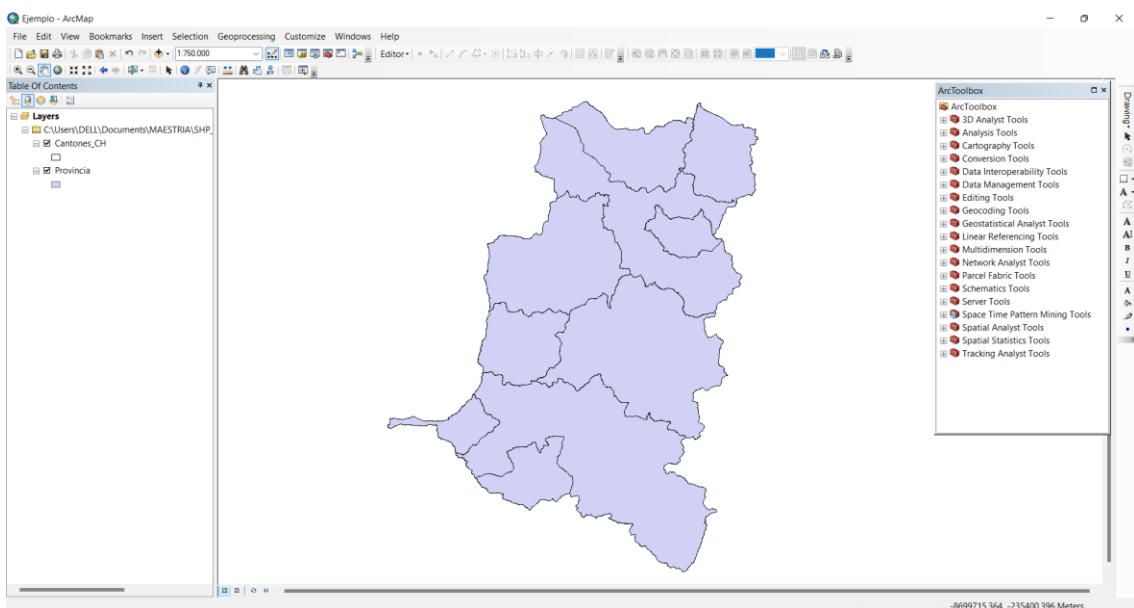 Ejemplo - ArcMap
File Edit View Bookmarks Insert Selection Geoprocessing Customize Windows Help
1:750.000
Editor
Table Of Contents
Layers
C:\Users\DELL\Documents\MAESTRIA\SHP_
Cantones_CH
Provincia
ArcToolbox
ArcToolbox
3D Analyst Tools
Analysis Tools
Cartography Tools
Conversion Tools
Data Interoperability Tools
Data Management Tools
Editing Tools
Geocoding Tools
Geostatistical Analyst Tools
Linear Referencing Tools
Multidimension Tools
Network Analyst Tools
Parcel Fabric Tools
Schematics Tools
Server Tools
Space Time Pattern Mining Tools
Spatial Analyst Tools
Spatial Statistics Tools
Tracking Analyst Tools
Drawing
A
A
A
B
I
U
A
-8699715,364 -235400,396 Meters